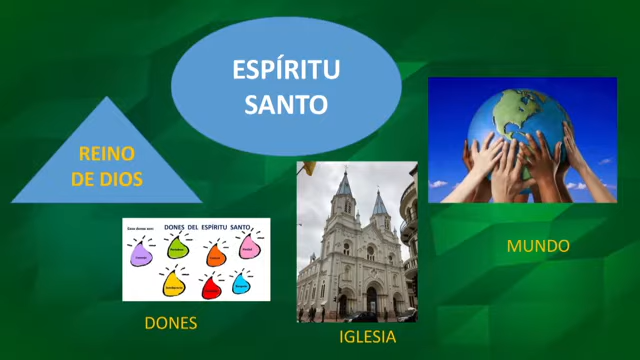 ESPÍRITU
SANTO
REINO
DE DIOS
DONES DEL ESPÍRITU SANTO
DONES
IGLESIA
MUNDO